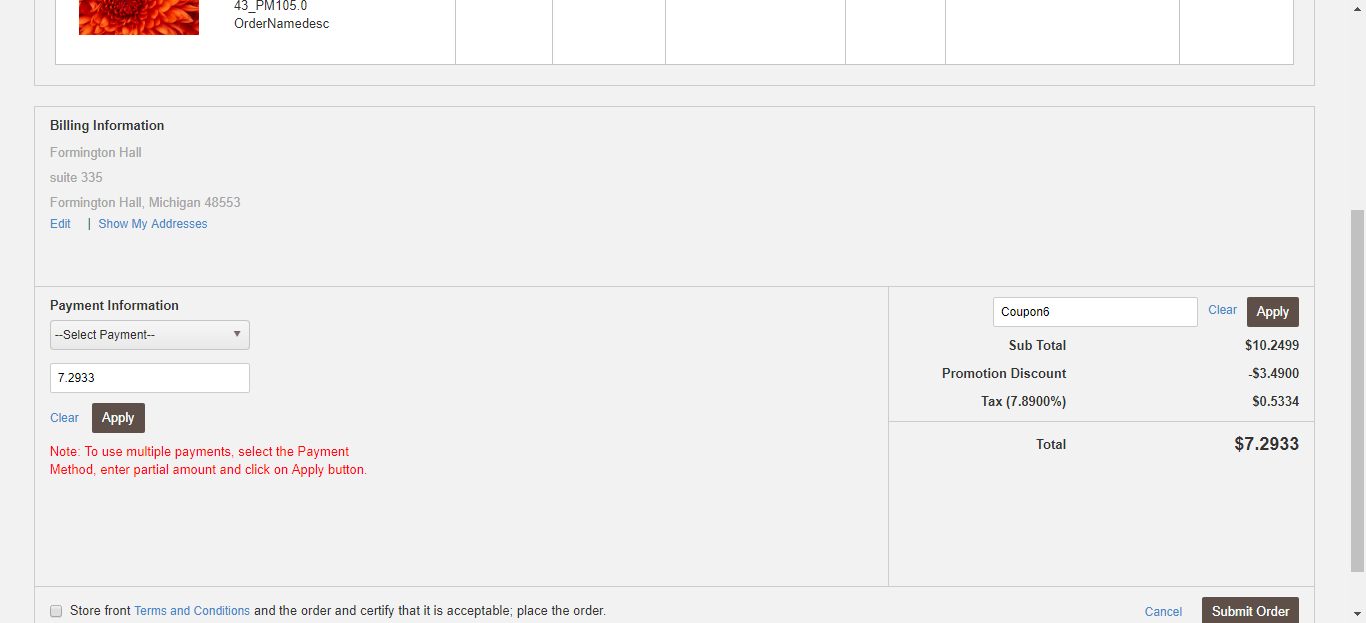 43_PM105.0
OrderNamedesc
Billing Information
Formington Hall
suite 335
Formington Hall, Michigan 48553
Edit | Show My Addresses
Payment Information
--Select Payment--
7.2933
Clear Apply
Note: To use multiple payments, select the Payment
Method, enter partial amount and click on Apply button.
Coupon6 Clear Apply
Sub Total $10.2499
Promotion Discount -$3.4900
Tax (7.8900%) $0.5334
Total $7.2933
Store front Terms and Conditions and the order and certify that it is acceptable; place the order.
Cancel Submit Order